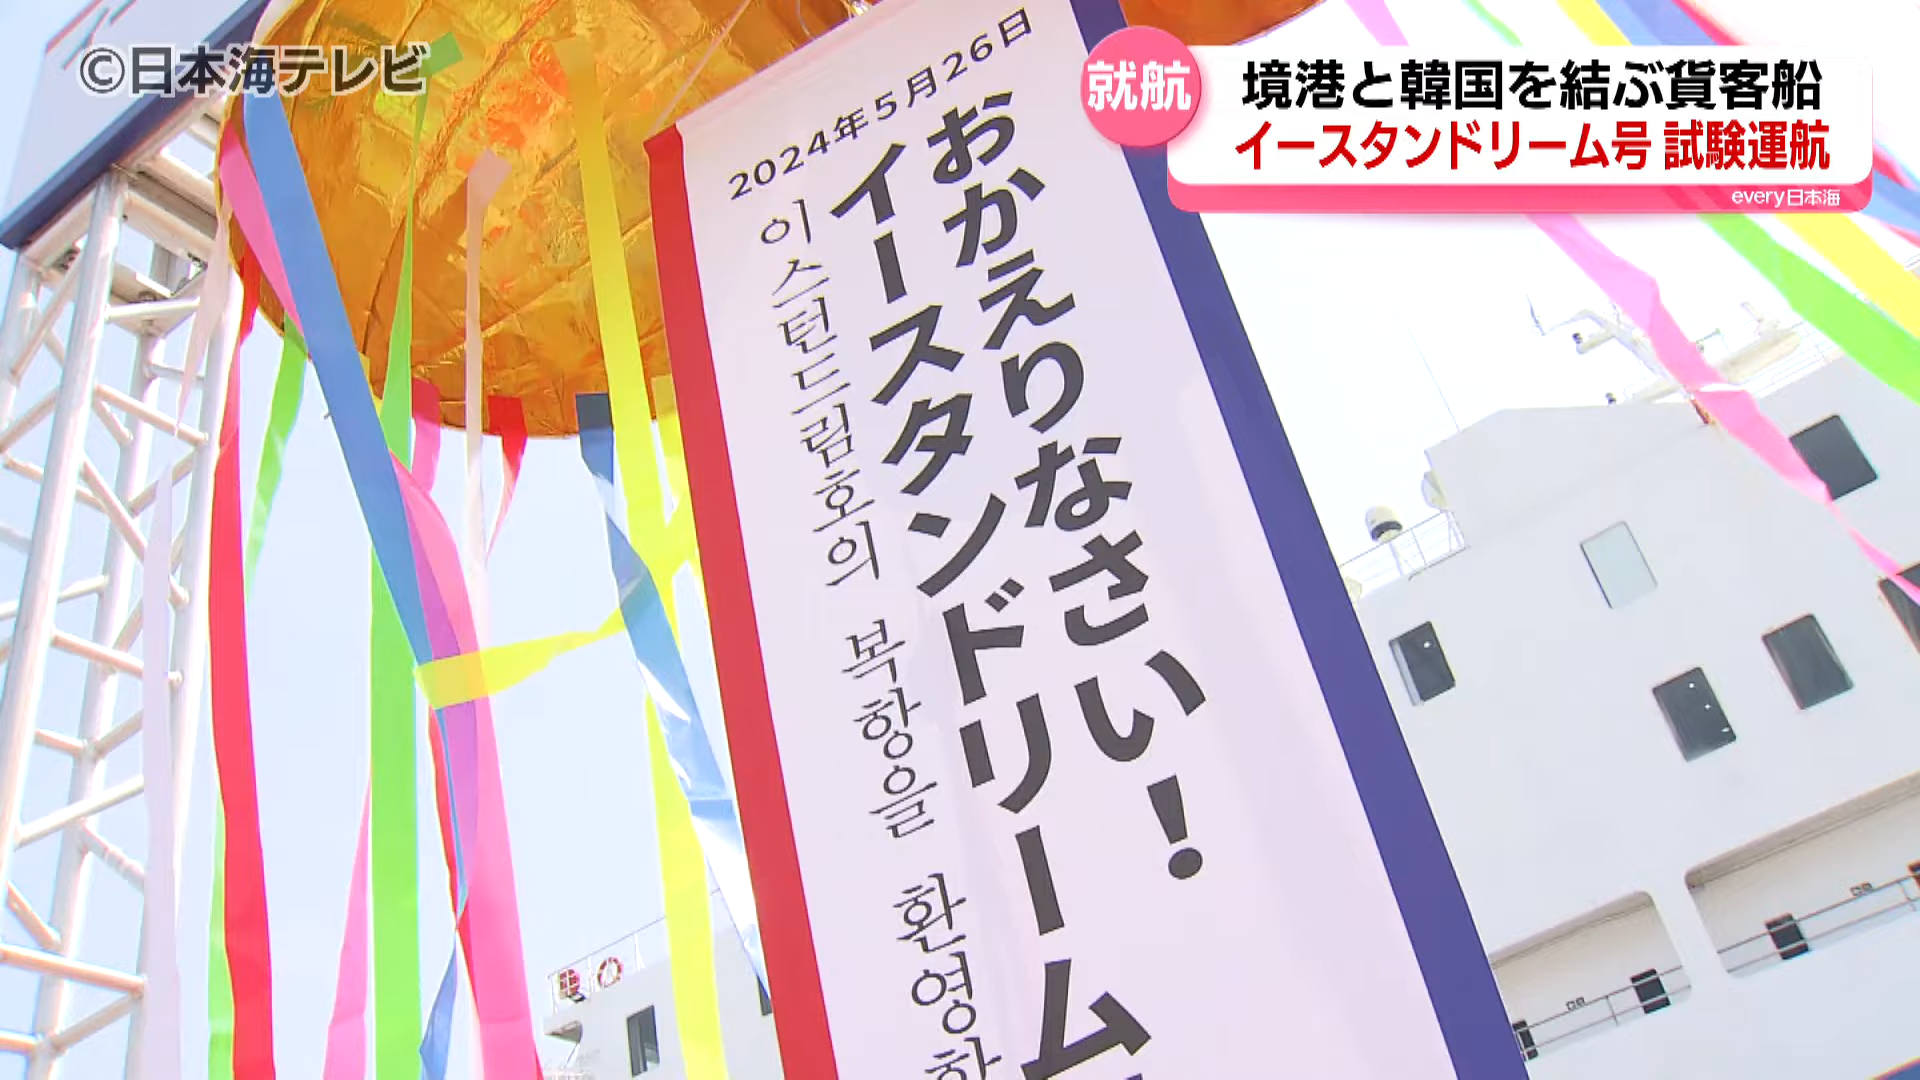 ©日本海テレビ
就航
境港と韓国を結ぶ貨客船
イースタンドリーム号 試験運航
every日本海
2024年5月26日
おかえりなさい!
イースタンドリーム
이스턴드림호의 복항을 환영하